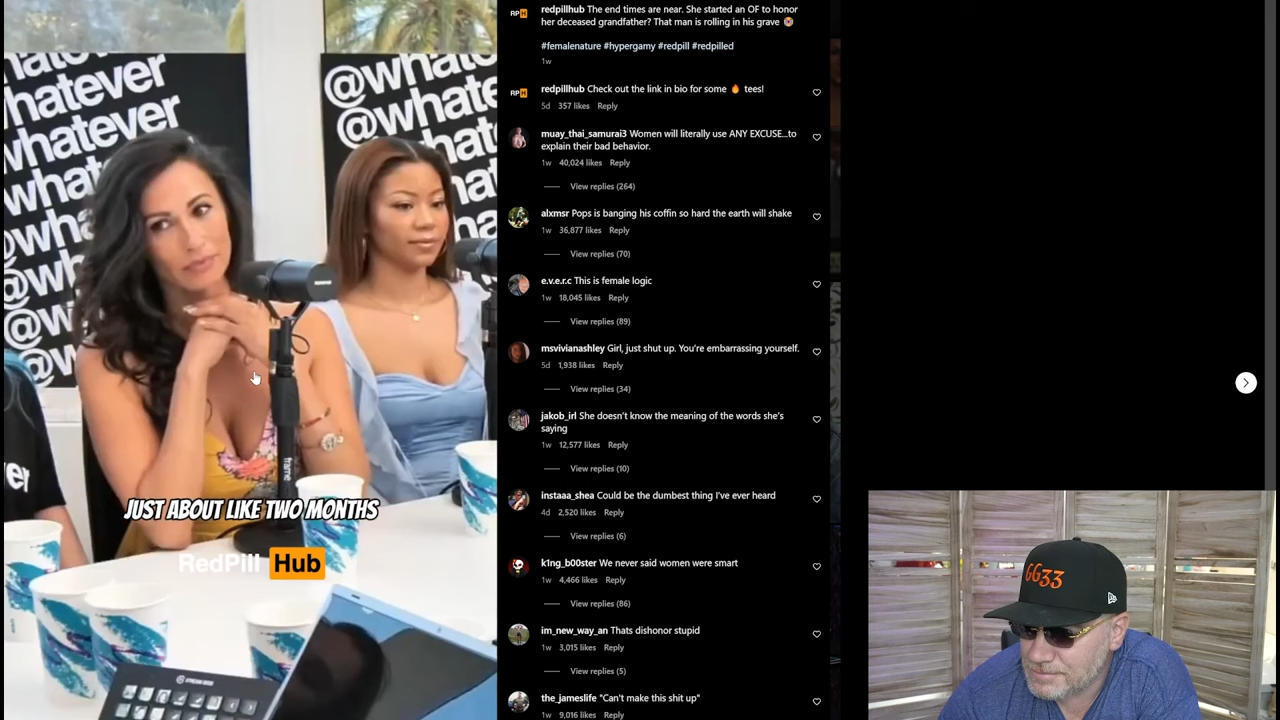 redpillhub The end times are near. She started an OF to honor
her deceased grandfather? That man is rolling in his grave
#femalenature #hypergamy #redpill #redpilled
1w
redpillhub Check out the link in bio for some 🔥 tees!
5d 357 likes Reply
muay_thai_samurai3 Women will literally use ANY EXCUSE...to
explain their bad behavior.
1w 40,024 likes Reply
View replies (264)
alxmsr Pops is banging his coffin so hard the earth will shake
1w 36,877 likes Reply
View replies (70)
e.v.e.r.c This is female logic
1w 18,045 likes Reply
View replies (89)
msvivianashley Girl, just shut up. You're embarrassing yourself.
5d 1,938 likes Reply
View replies (34)
jakob_irl She doesn't know the meaning of the words she's
saying
1w 12,577 likes Reply
View replies (10)
instaaa_shea Could be the dumbest thing I've ever heard
4d 2,520 likes Reply
View replies (6)
k1ng_b00ster We never said women were smart
1w 4,466 likes Reply
View replies (86)
im_new_way_an Thats dishonor stupid
1w 3,015 likes Reply
View replies (5)
the_jameslife "Can't make this shit up"
1w 9,016 likes Reply
RPH
RPH
@whatever
@whatever
whatever
whatever
whatever
whatever
JUST ABOUT LIKE TWO MONTHS
RedPill Hub
frame
STREAM DECK
6633